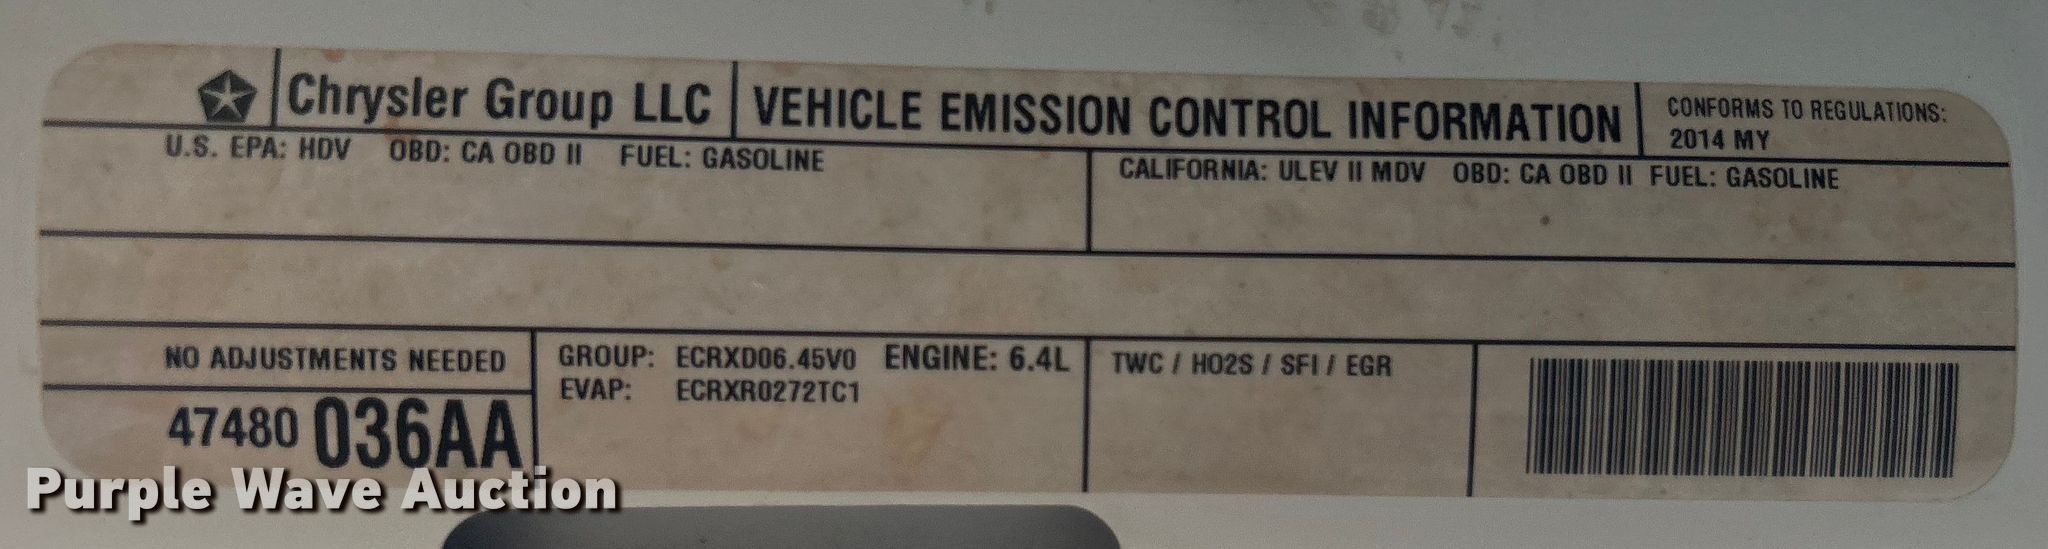 Chrysler Group LLC
VEHICLE EMISSION CONTROL INFORMATION
CONFORMS TO REGULATIONS:
2014 MY
U.S. EPA: HDV OBD: CA OBD II FUEL: GASOLINE
CALIFORNIA: ULEV II MDV OBD: CA OBD II FUEL: GASOLINE
NO ADJUSTMENTS NEEDED
47480 036AA
GROUP: ECRXD06.45V0 ENGINE: 6.4L
EVAP: ECRXR0272TC1
TWC / HO2S / SFI / EGR
Purple Wave Auction